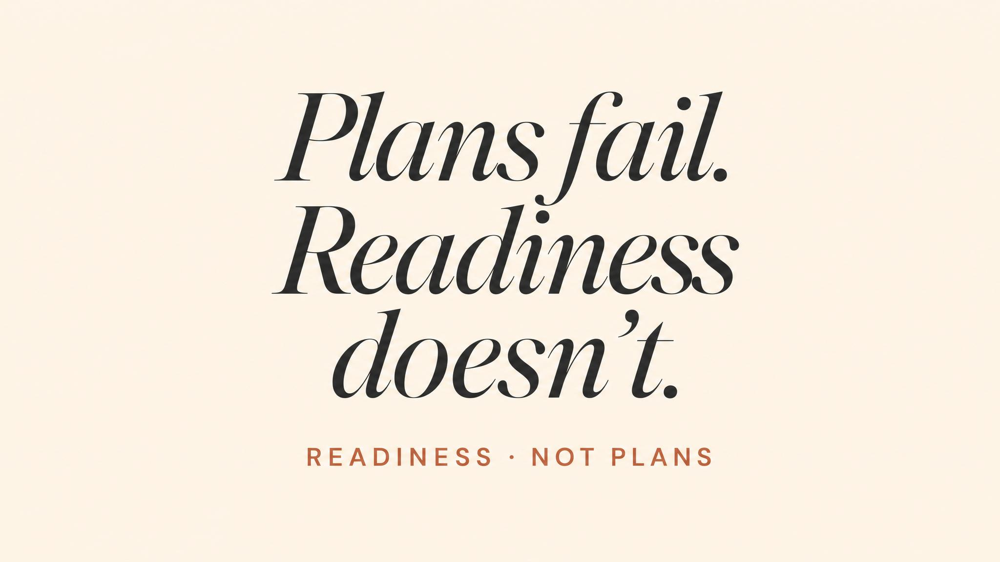 Plans fail.
Readiness
doesn’t.
READINESS · NOT PLANS